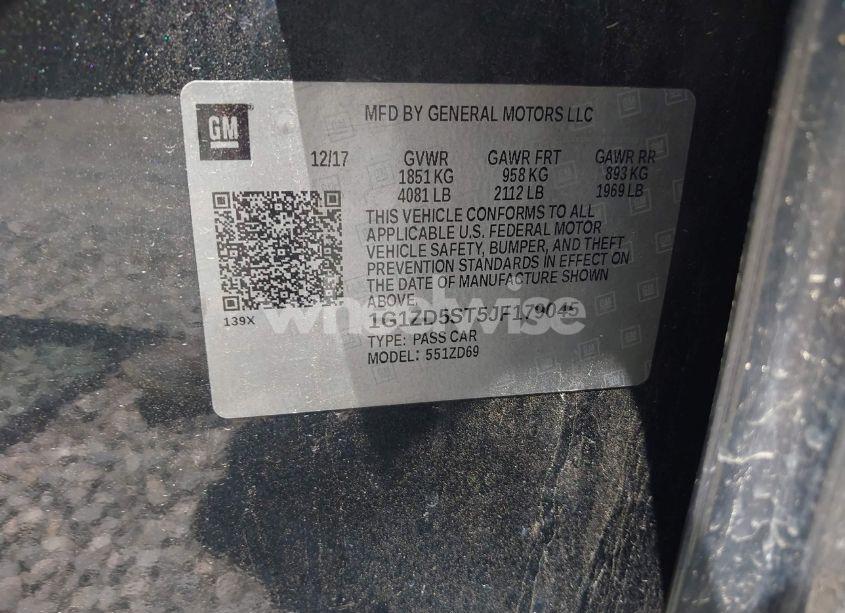 GM
MFD BY GENERAL MOTORS LLC
12/17 GVWR GAWR FRT GAWR RR
1851 KG 958 KG 893 KG
4081 LB 2112 LB 1969 LB
THIS VEHICLE CONFORMS TO ALL
APPLICABLE U.S. FEDERAL MOTOR
VEHICLE SAFETY, BUMPER, AND THEFT
PREVENTION STANDARDS IN EFFECT ON
THE DATE OF MANUFACTURE SHOWN
ABOVE.
139X
1G1ZD5ST5JF179045
wheelwise
TYPE: PASS CAR
MODEL: 551ZD69